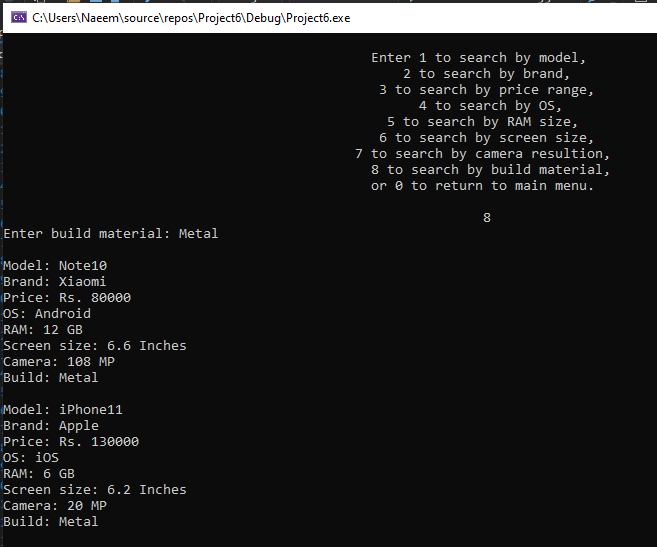 C:\Users\Naeem\source\repos\Project6\Debug\Project6.exe
Enter 1 to search by model,
2 to search by brand,
3 to search by price range,
4 to search by OS,
5 to search by RAM size,
6 to search by screen size,
7 to search by camera resultion,
8 to search by build material,
or 0 to return to main menu.
8
Enter build material: Metal
Model: Note10
Brand: Xiaomi
Price: Rs. 80000
OS: Android
RAM: 12 GB
Screen size: 6.6 Inches
Camera: 108 MP
Build: Metal
Model: iPhone11
Brand: Apple
Price: Rs. 130000
OS: iOS
RAM: 6 GB
Screen size: 6.2 Inches
Camera: 20 MP
Build: Metal